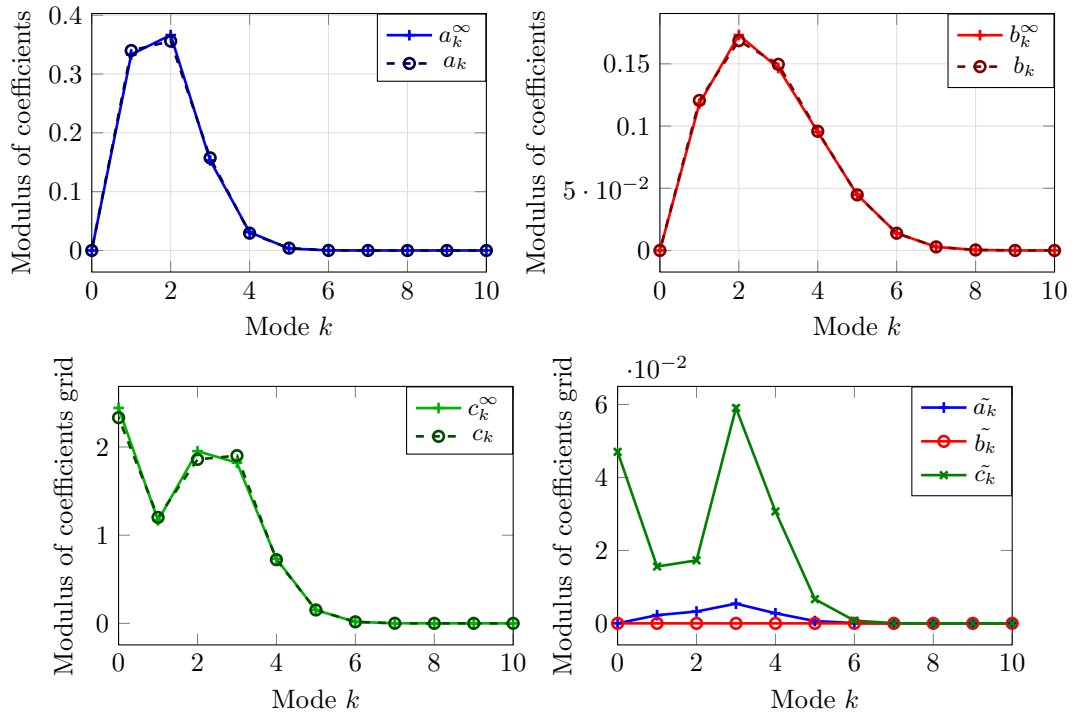 0.4
0.3
0.2
0.1
0
0 2 4 6 8 10
Mode k
Modulus of coefficients
a_k^∞
a_k
0.15
0.1
5 · 10^{−2}
0
0 2 4 6 8 10
Mode k
Modulus of coefficients
b_k^∞
b_k
2
1
0
0 2 4 6 8 10
Mode k
Modulus of coefficients grid
c_k^∞
c_k
·10^{−2}
6
4
2
0
0 2 4 6 8 10
Mode k
Modulus of coefficients grid
ã_k
b̃_k
c̃_k